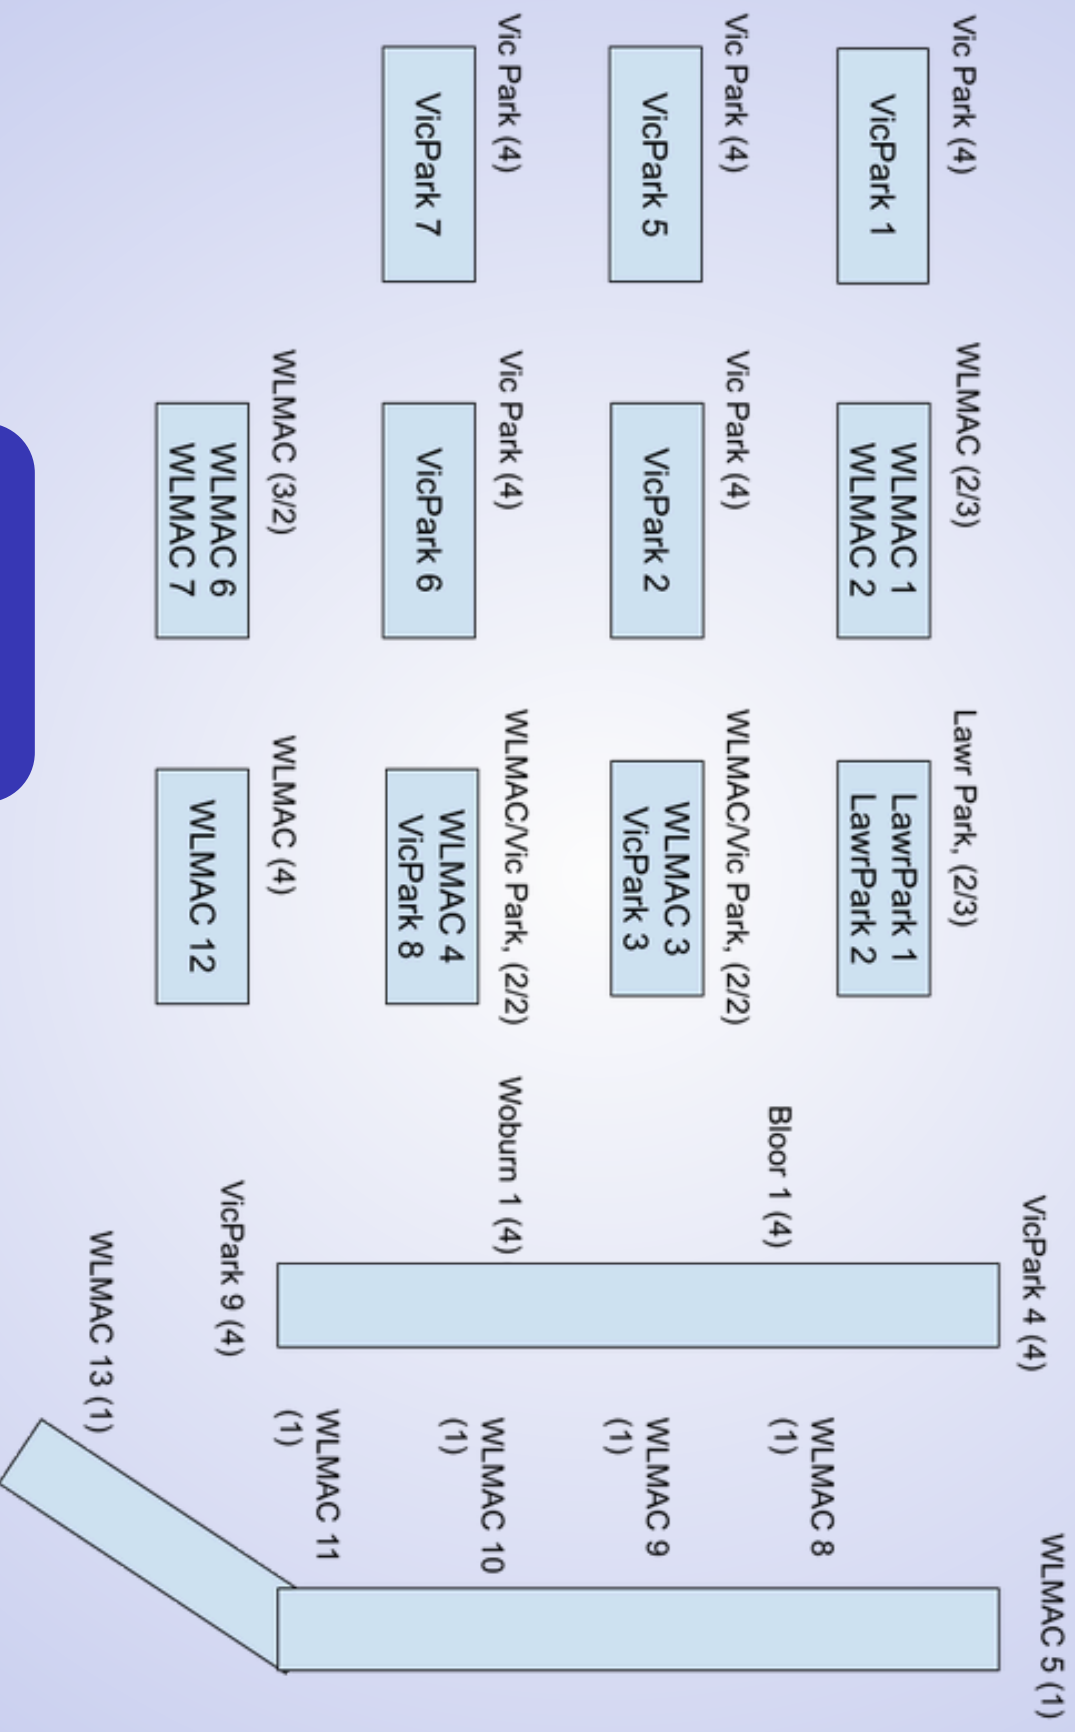 Vic Park (4)
VicPark 1
WLMAC (2/3)
WLMAC 1
WLMAC 2
Lawr Park, (2/3)
LawrPark 1
LawrPark 2
VicPark 4 (4)
WLMAC 5 (1)
Vic Park (4)
VicPark 5
Vic Park (4)
VicPark 2
WLMAC/Vic Park, (2/2)
WLMAC 3
VicPark 3
Bloor 1 (4)
WLMAC 8
(1)
WLMAC 9
(1)
Vic Park (4)
VicPark 7
Vic Park (4)
VicPark 6
WLMAC/Vic Park, (2/2)
WLMAC 4
VicPark 8
Woburn 1 (4)
WLMAC 10
(1)
WLMAC (3/2)
WLMAC 6
WLMAC 7
WLMAC (4)
WLMAC 12
VicPark 9 (4)
WLMAC 11
(1)
WLMAC 13 (1)